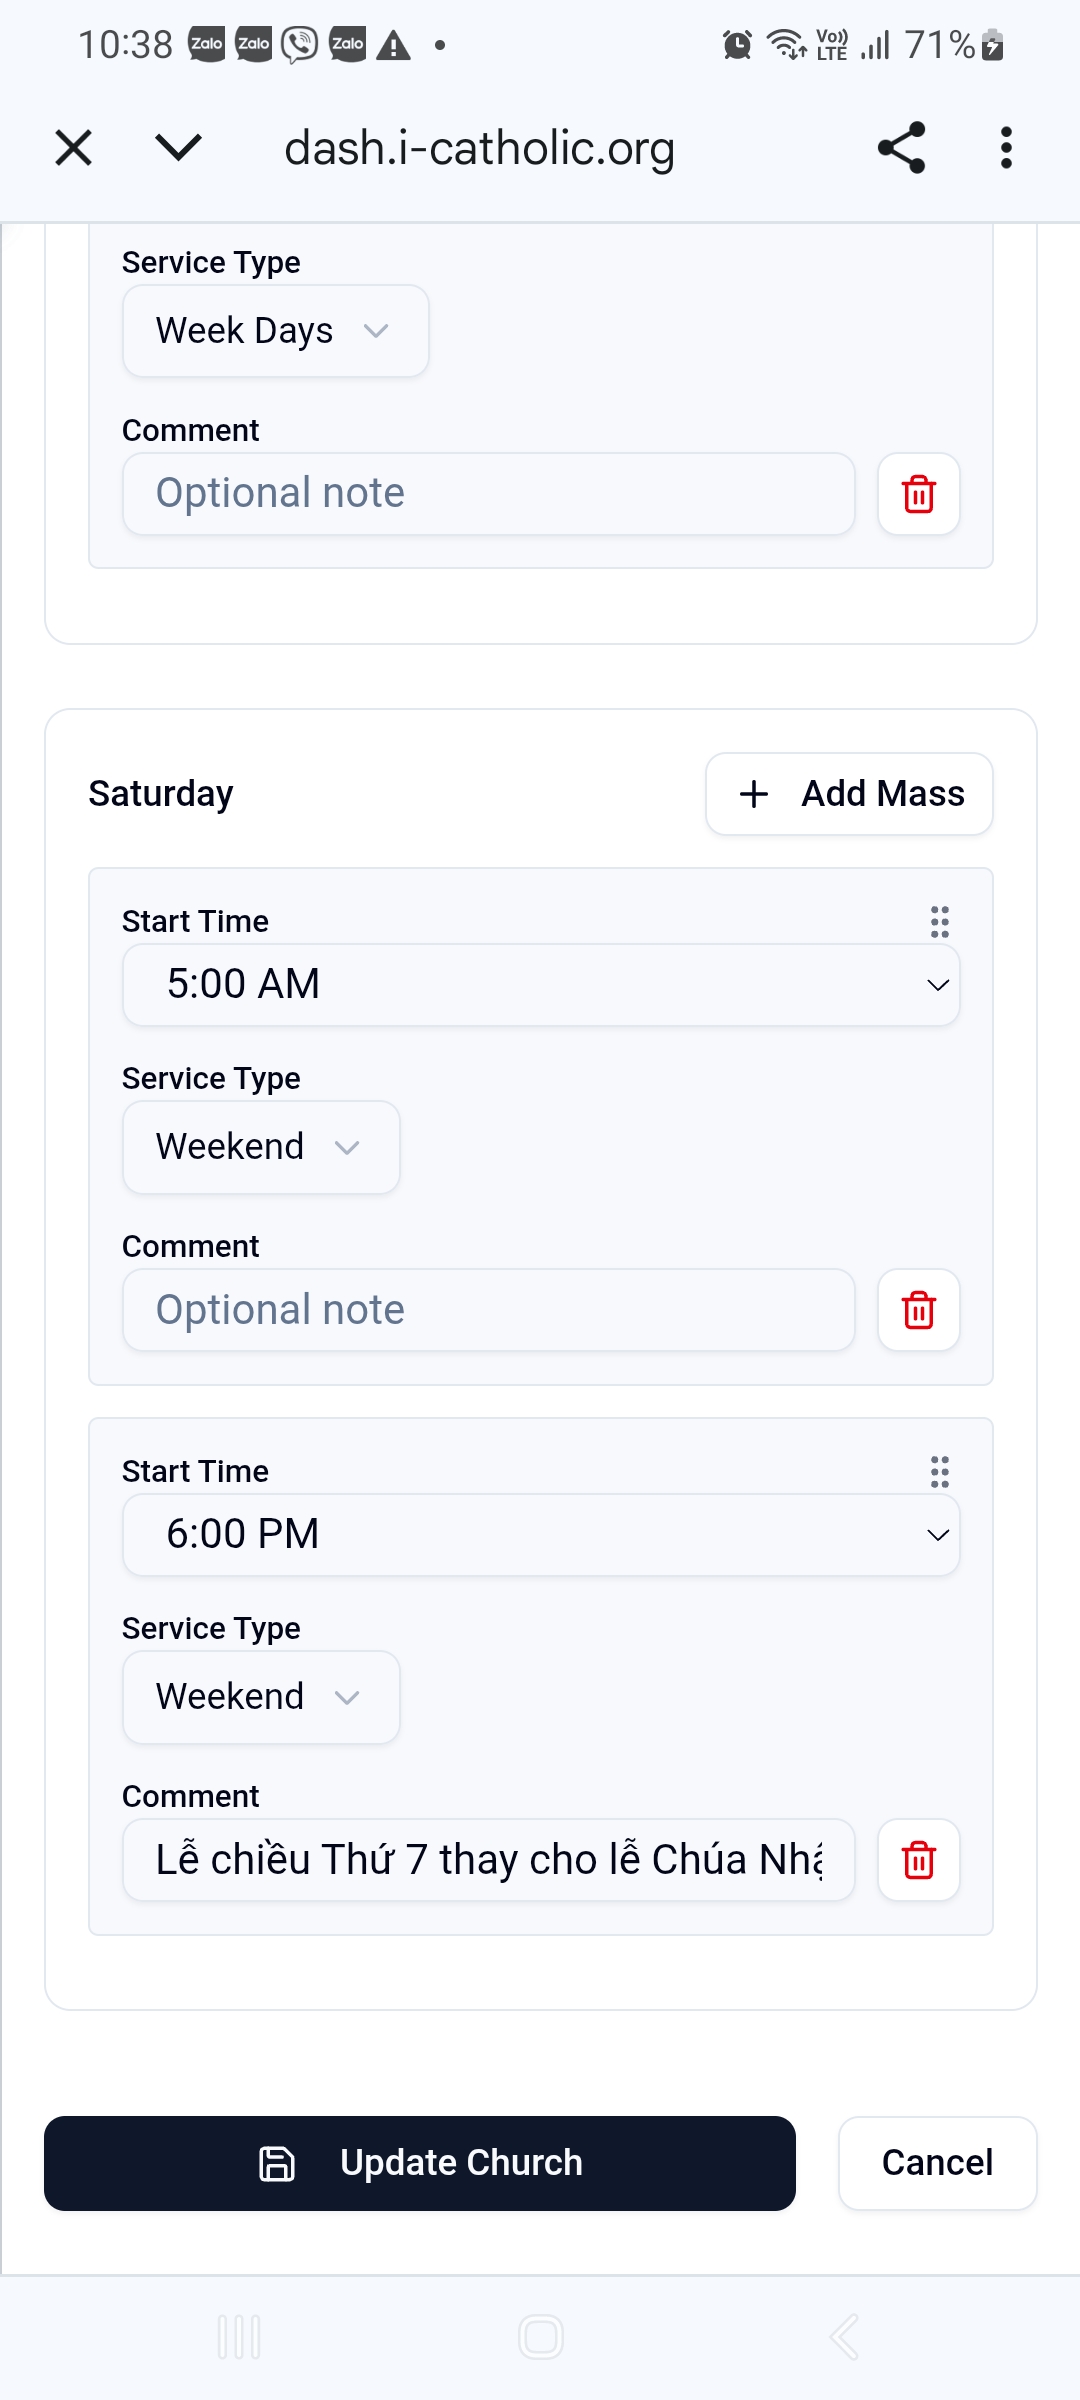 10:38 Zalo Zalo Zalo Vo)) LTE 71%
dash.i-catholic.org
Service Type
Week Days
Comment
Optional note
Saturday
Add Mass
Start Time
5:00 AM
Service Type
Weekend
Comment
Optional note
Start Time
6:00 PM
Service Type
Weekend
Comment
Lễ chiều Thứ 7 thay cho lễ Chúa
Update Church
Cancel